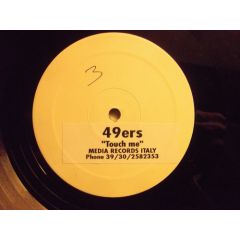 3
49ers
"Touch me"
MEDIA RECORDS ITALY
Phone 39/30/2582353